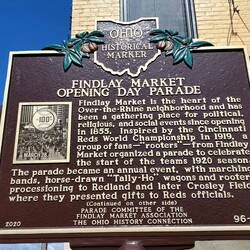 OHIO
HISTORICAL
MARKER
FINDLAY MARKET
OPENING DAY PARADE
Findlay Market is the heart of the
Over-the-Rhine neighborhood and has
been a gathering place for political,
religious, and social events since opening
in 1855. Inspired by the Cincinnati
Reds World Championship in 1919, a
group of fans—"rooters"—from Findlay
Market organized a parade to celebrate
the start of the teams 1920 season.
The parade became an annual event, with marching
bands, horse-drawn "Tally-Ho" wagons and rooters
processioning to Redland and later Crosley Field
where they presented gifts to Reds officials.
(Continued on other side)
PARADE COMMITTEE OF THE
FINDLAY MARKET ASSOCIATION
THE OHIO HISTORY CONNECTION
2020